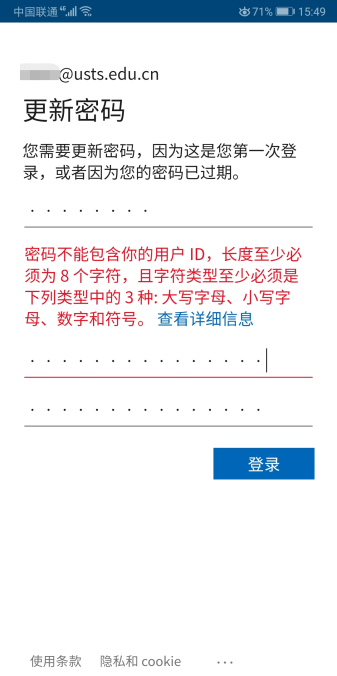 中国联通 71% 15:49
@usts.edu.cn
更新密码
您需要更新密码，因为这是您第一次登
录，或者因为您的密码已过期。
········
密码不能包含你的用户 ID，长度至少必
须为 8 个字符，且字符类型至少必须是
下列类型中的 3 种: 大写字母、小写字
母、数字和符号。 查看详细信息
···············
···············
登录
使用条款 隐私和 cookie ···